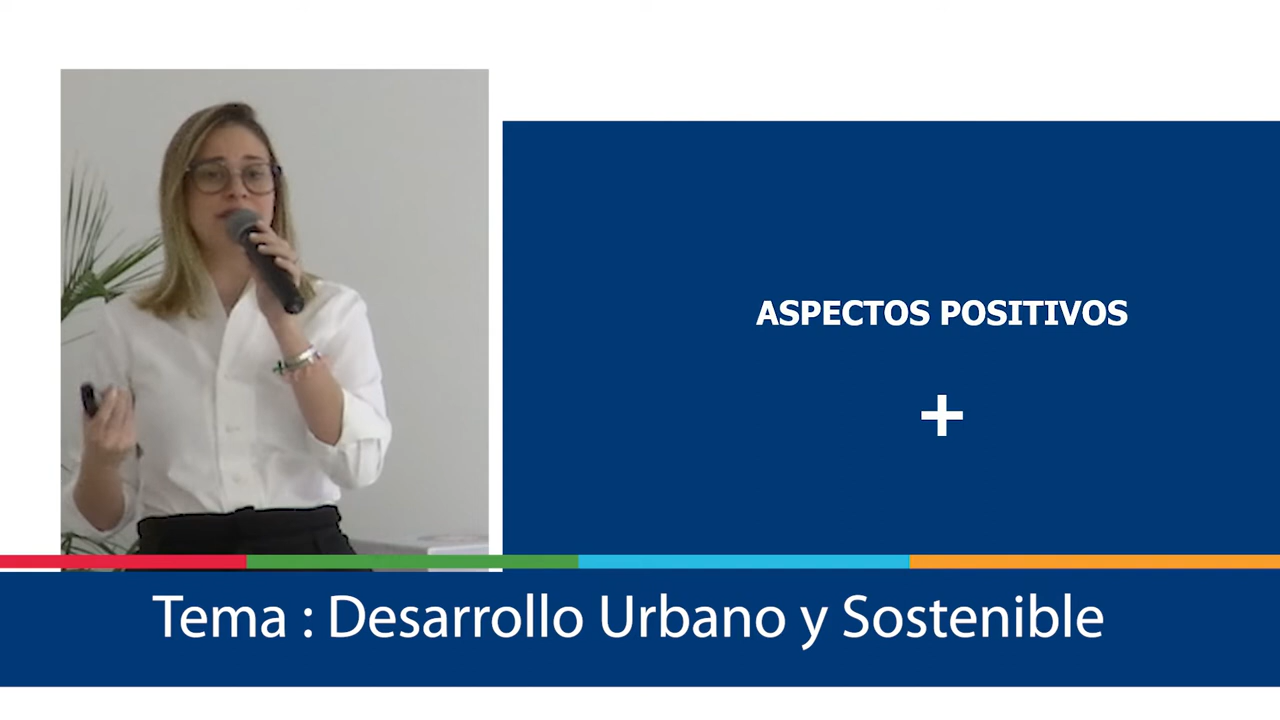 ASPECTOS POSITIVOS
+
Tema : Desarrollo Urbano y Sostenible